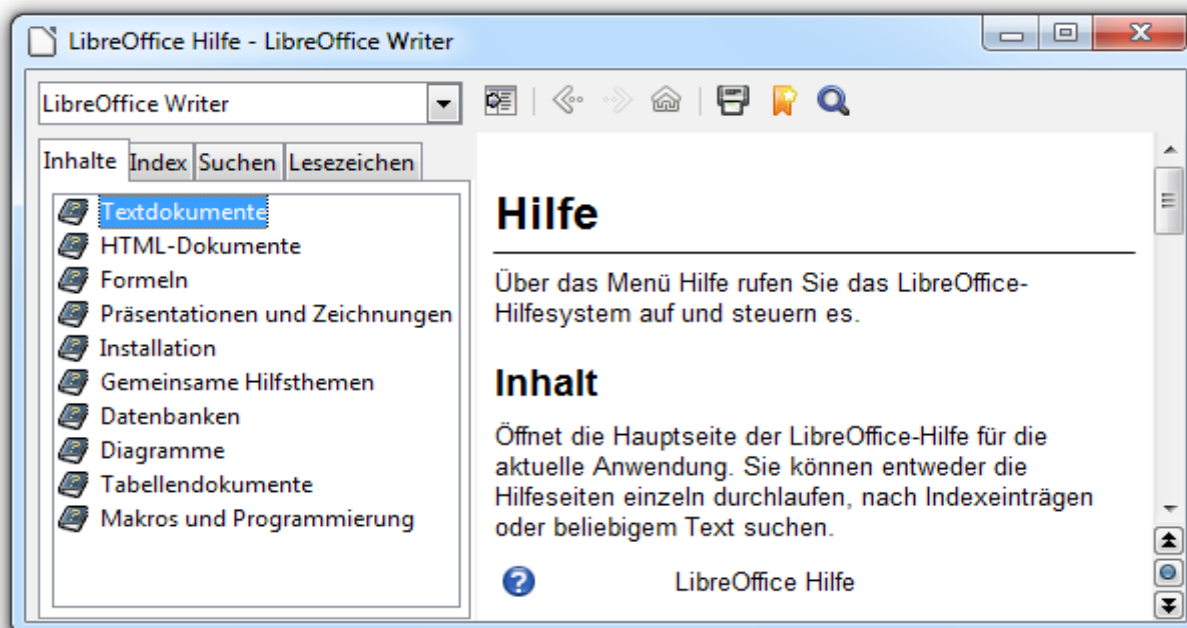 LibreOffice Hilfe - LibreOffice Writer
LibreOffice Writer
Inhalte Index Suchen Lesezeichen
Textdokumente
HTML-Dokumente
Formeln
Präsentationen und Zeichnungen
Installation
Gemeinsame Hilfsthemen
Datenbanken
Diagramme
Tabellendokumente
Makros und Programmierung
Hilfe
Über das Menü Hilfe rufen Sie das LibreOffice-
Hilfesystem auf und steuern es.
Inhalt
Öffnet die Hauptseite der LibreOffice-Hilfe für die
aktuelle Anwendung. Sie können entweder die
Hilfeseiten einzeln durchlaufen, nach Indexeinträgen
oder beliebigem Text suchen.
LibreOffice Hilfe